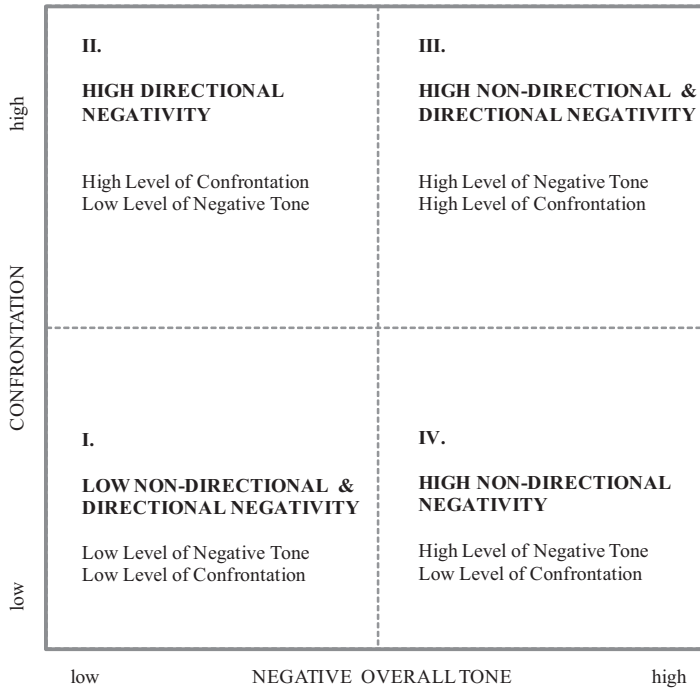 II.
HIGH DIRECTIONAL
NEGATIVITY
High Level of Confrontation
Low Level of Negative Tone
III.
HIGH NON-DIRECTIONAL &
DIRECTIONAL NEGATIVITY
High Level of Negative Tone
High Level of Confrontation
high
CONFRONTATION
low
I.
LOW NON-DIRECTIONAL &
DIRECTIONAL NEGATIVITY
Low Level of Negative Tone
Low Level of Confrontation
IV.
HIGH NON-DIRECTIONAL
NEGATIVITY
High Level of Negative Tone
Low Level of Confrontation
low
NEGATIVE OVERALL TONE
high